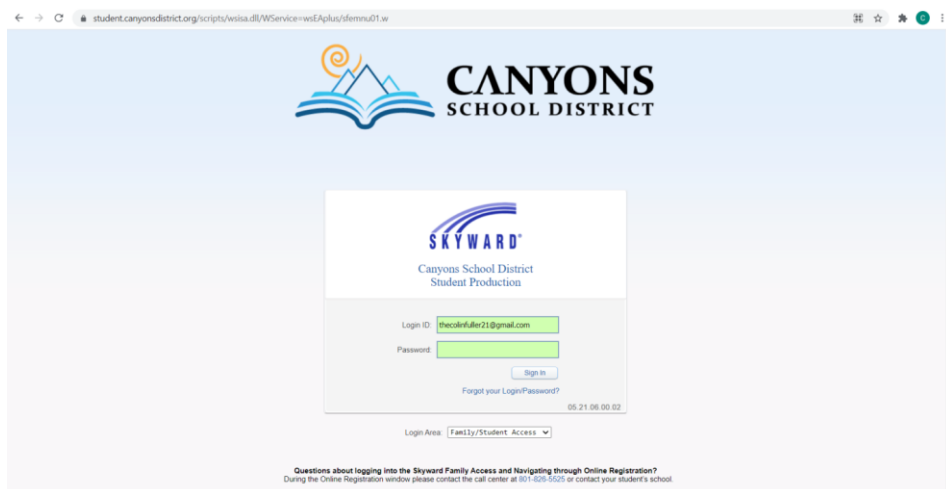 student.canyonsdistrict.org/scripts/wsisa.dll/WService=wsEAplus/sfemnu01.w
C
CANYONS
SCHOOL DISTRICT
SKYWARD®
Canyons School District
Student Production
Login ID: thecolinfuller21@gmail.com
Password:
Sign In
Forgot your Login/Password?
05.21.06.00.02
Login Area: Family/Student Access
Questions about logging into the Skyward Family Access and Navigating through Online Registration?
During the Online Registration window please contact the call center at 801-826-5525 or contact your student's school.